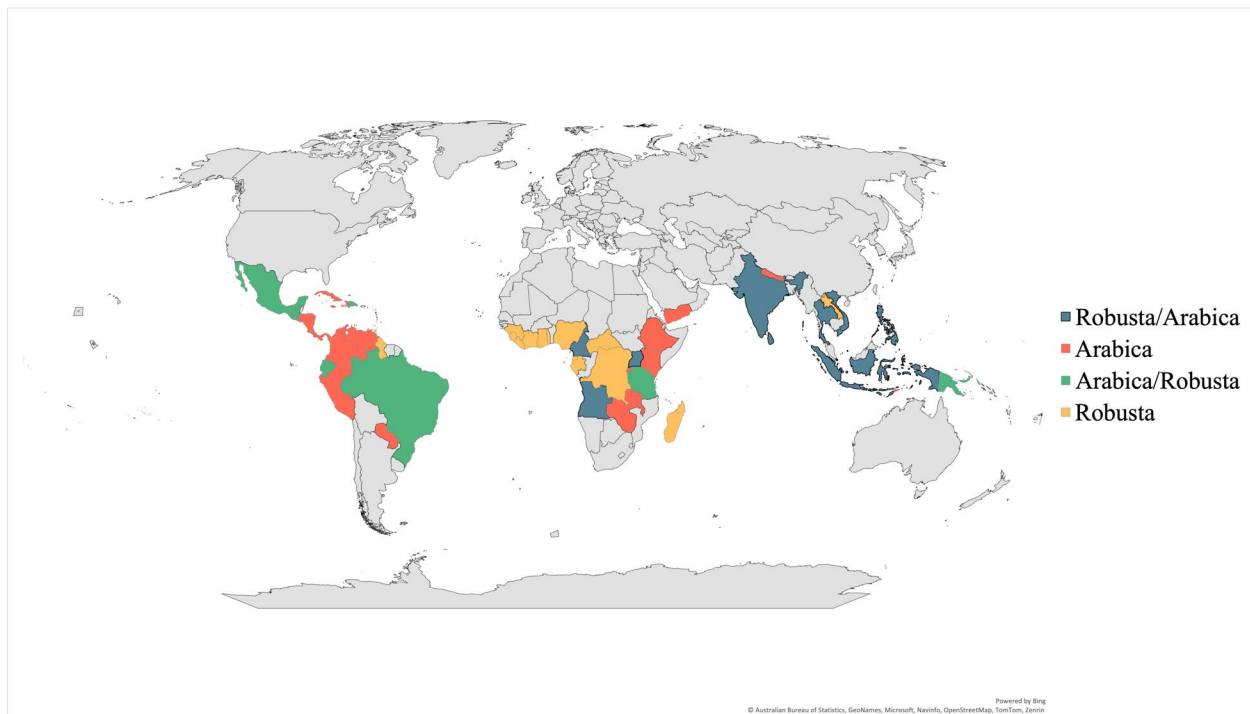 Robusta/Arabica
Arabica
Arabica/Robusta
Robusta
Powered by Bing
© Australian Bureau of Statistics, GeoNames, Microsoft, Navinfo, OpenStreetMap, TomTom, Zenrin